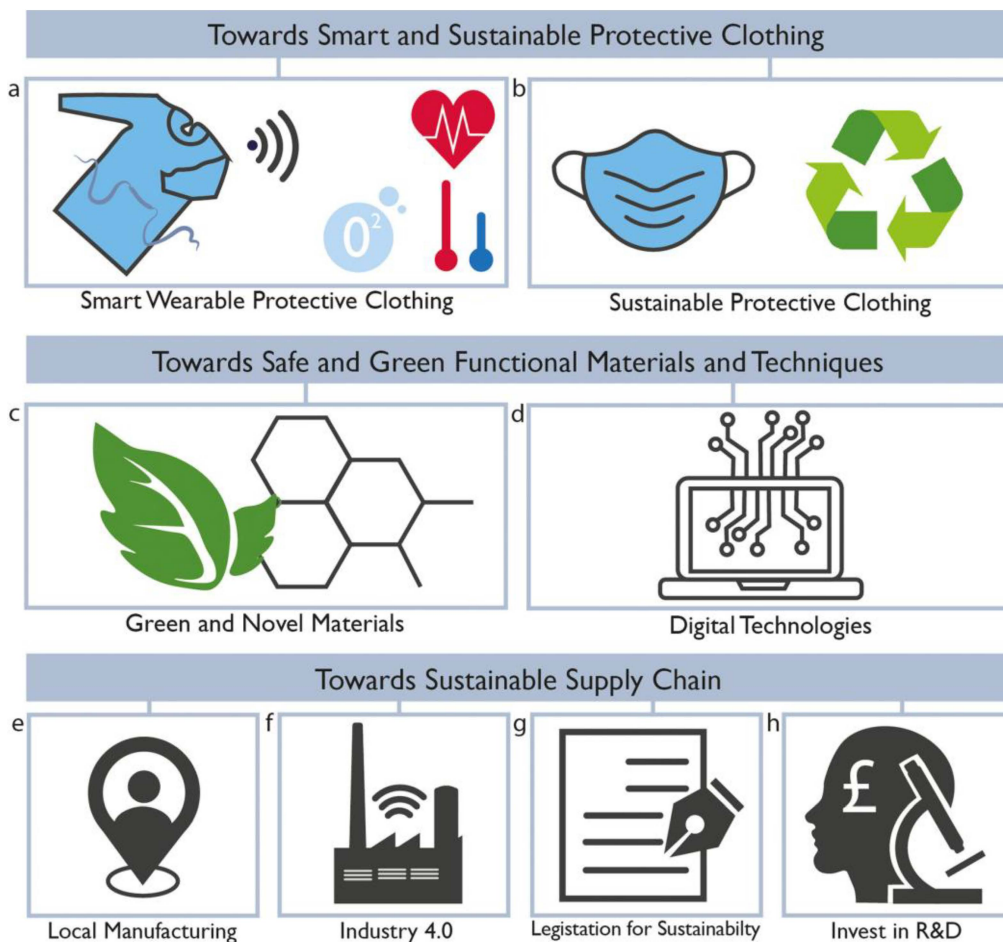 Towards Smart and Sustainable Protective Clothing
a
b
O²
Smart Wearable Protective Clothing
Sustainable Protective Clothing
Towards Safe and Green Functional Materials and Techniques
c
d
Green and Novel Materials
Digital Technologies
Towards Sustainable Supply Chain
e
f
g
h
£
Local Manufacturing
Industry 4.0
Legistation for Sustainabilty
Invest in R&D